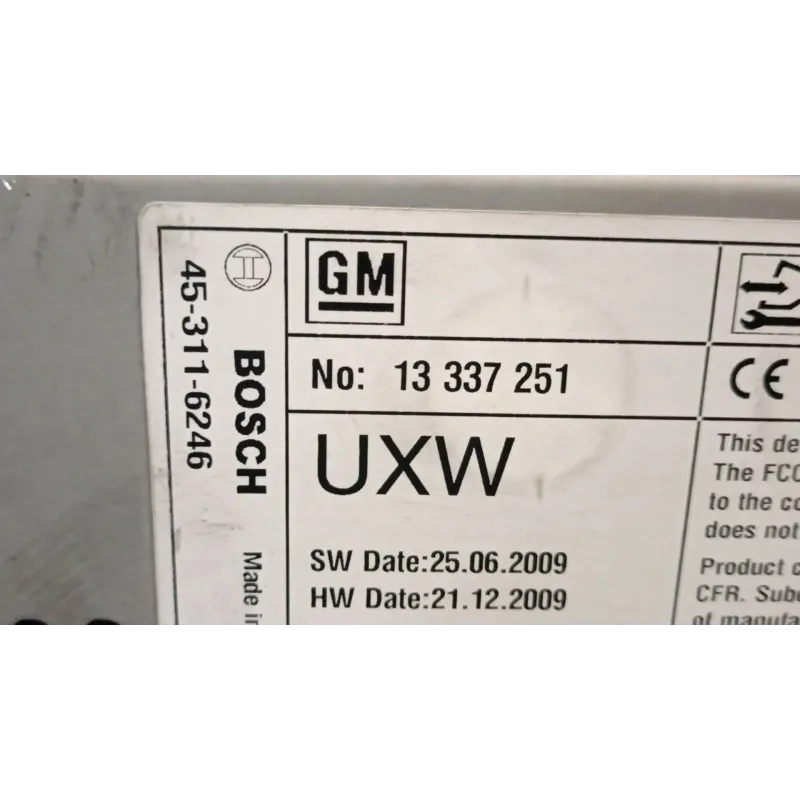 45-311-6246
BOSCH
Made in
GM
No: 13 337 251
UXW
SW Date:25.06.2009
HW Date:21.12.2009
CE
This de
The FCC
to the co
does not
Product c
CFR. Sub
of manufa